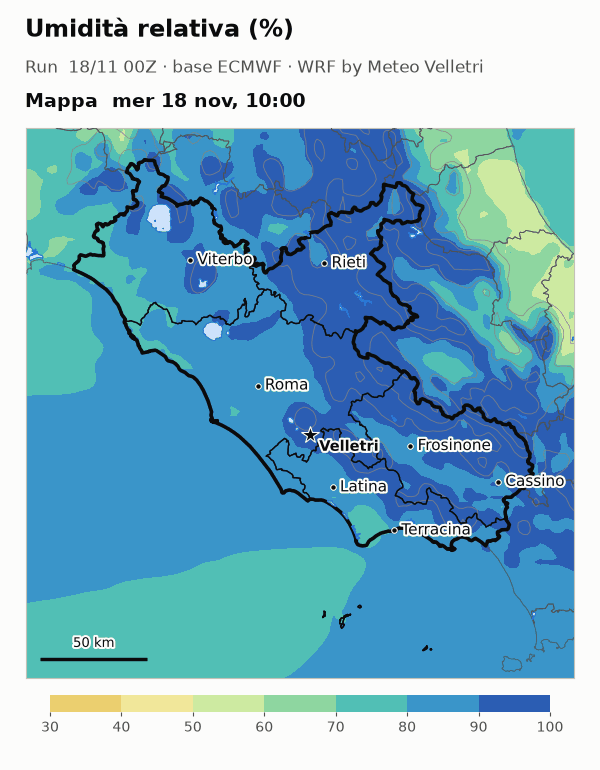 Umidità relativa (%)
Run  18/11 00Z · base ECMWF · WRF by Meteo Velletri
Mappa  mer 18 nov, 10:00
Viterbo
Rieti
Roma
Velletri
Frosinone
Cassino
Latina
Terracina
50 km
30 40 50 60 70 80 90 100